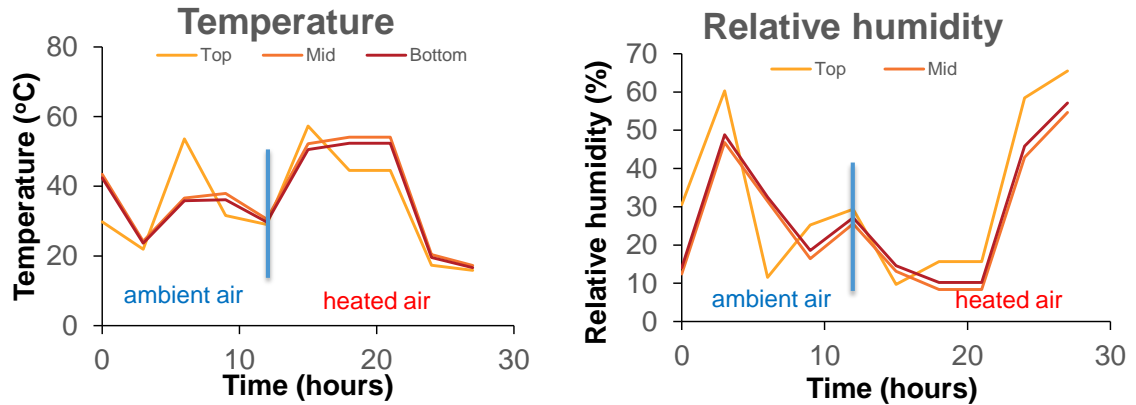 Temperature
Top Mid Bottom
Temperature (°C)
80
60
40
20
0
ambient air heated air
0 10 20 30
Time (hours)
Relative humidity
Top Mid
Relative humidity (%)
70
60
50
40
30
20
10
0
ambient air heated air
0 10 20 30
Time (hours)